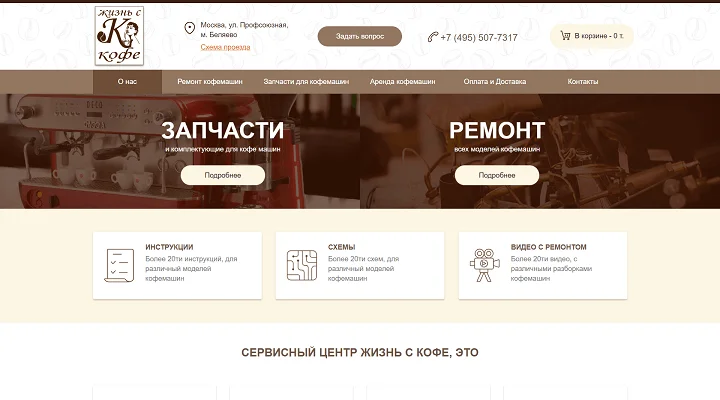 жизнь с
К
кофе
Москва, ул. Профсоюзная,
м. Беляево
Схема проезда
Задать вопрос
+7 (495) 507-7317
В корзине - 0 т.
О нас
Ремонт кофемашин
Запчасти для кофемашин
Аренда кофемашин
Оплата и Доставка
Контакты
ЗАПЧАСТИ
и комплектующие для кофе машин
Подробнее
РЕМОНТ
всех моделей кофемашин
Подробнее
ИНСТРУКЦИИ
Более 20ти инструкций, для
различный моделей
кофемашин
СХЕМЫ
Более 20ти схем, для
различный моделей
кофемашин
ВИДЕО С РЕМОНТОМ
Более 20ти видео, с
различными разборками
кофемашин
СЕРВИСНЫЙ ЦЕНТР ЖИЗНЬ С КОФЕ, ЭТО